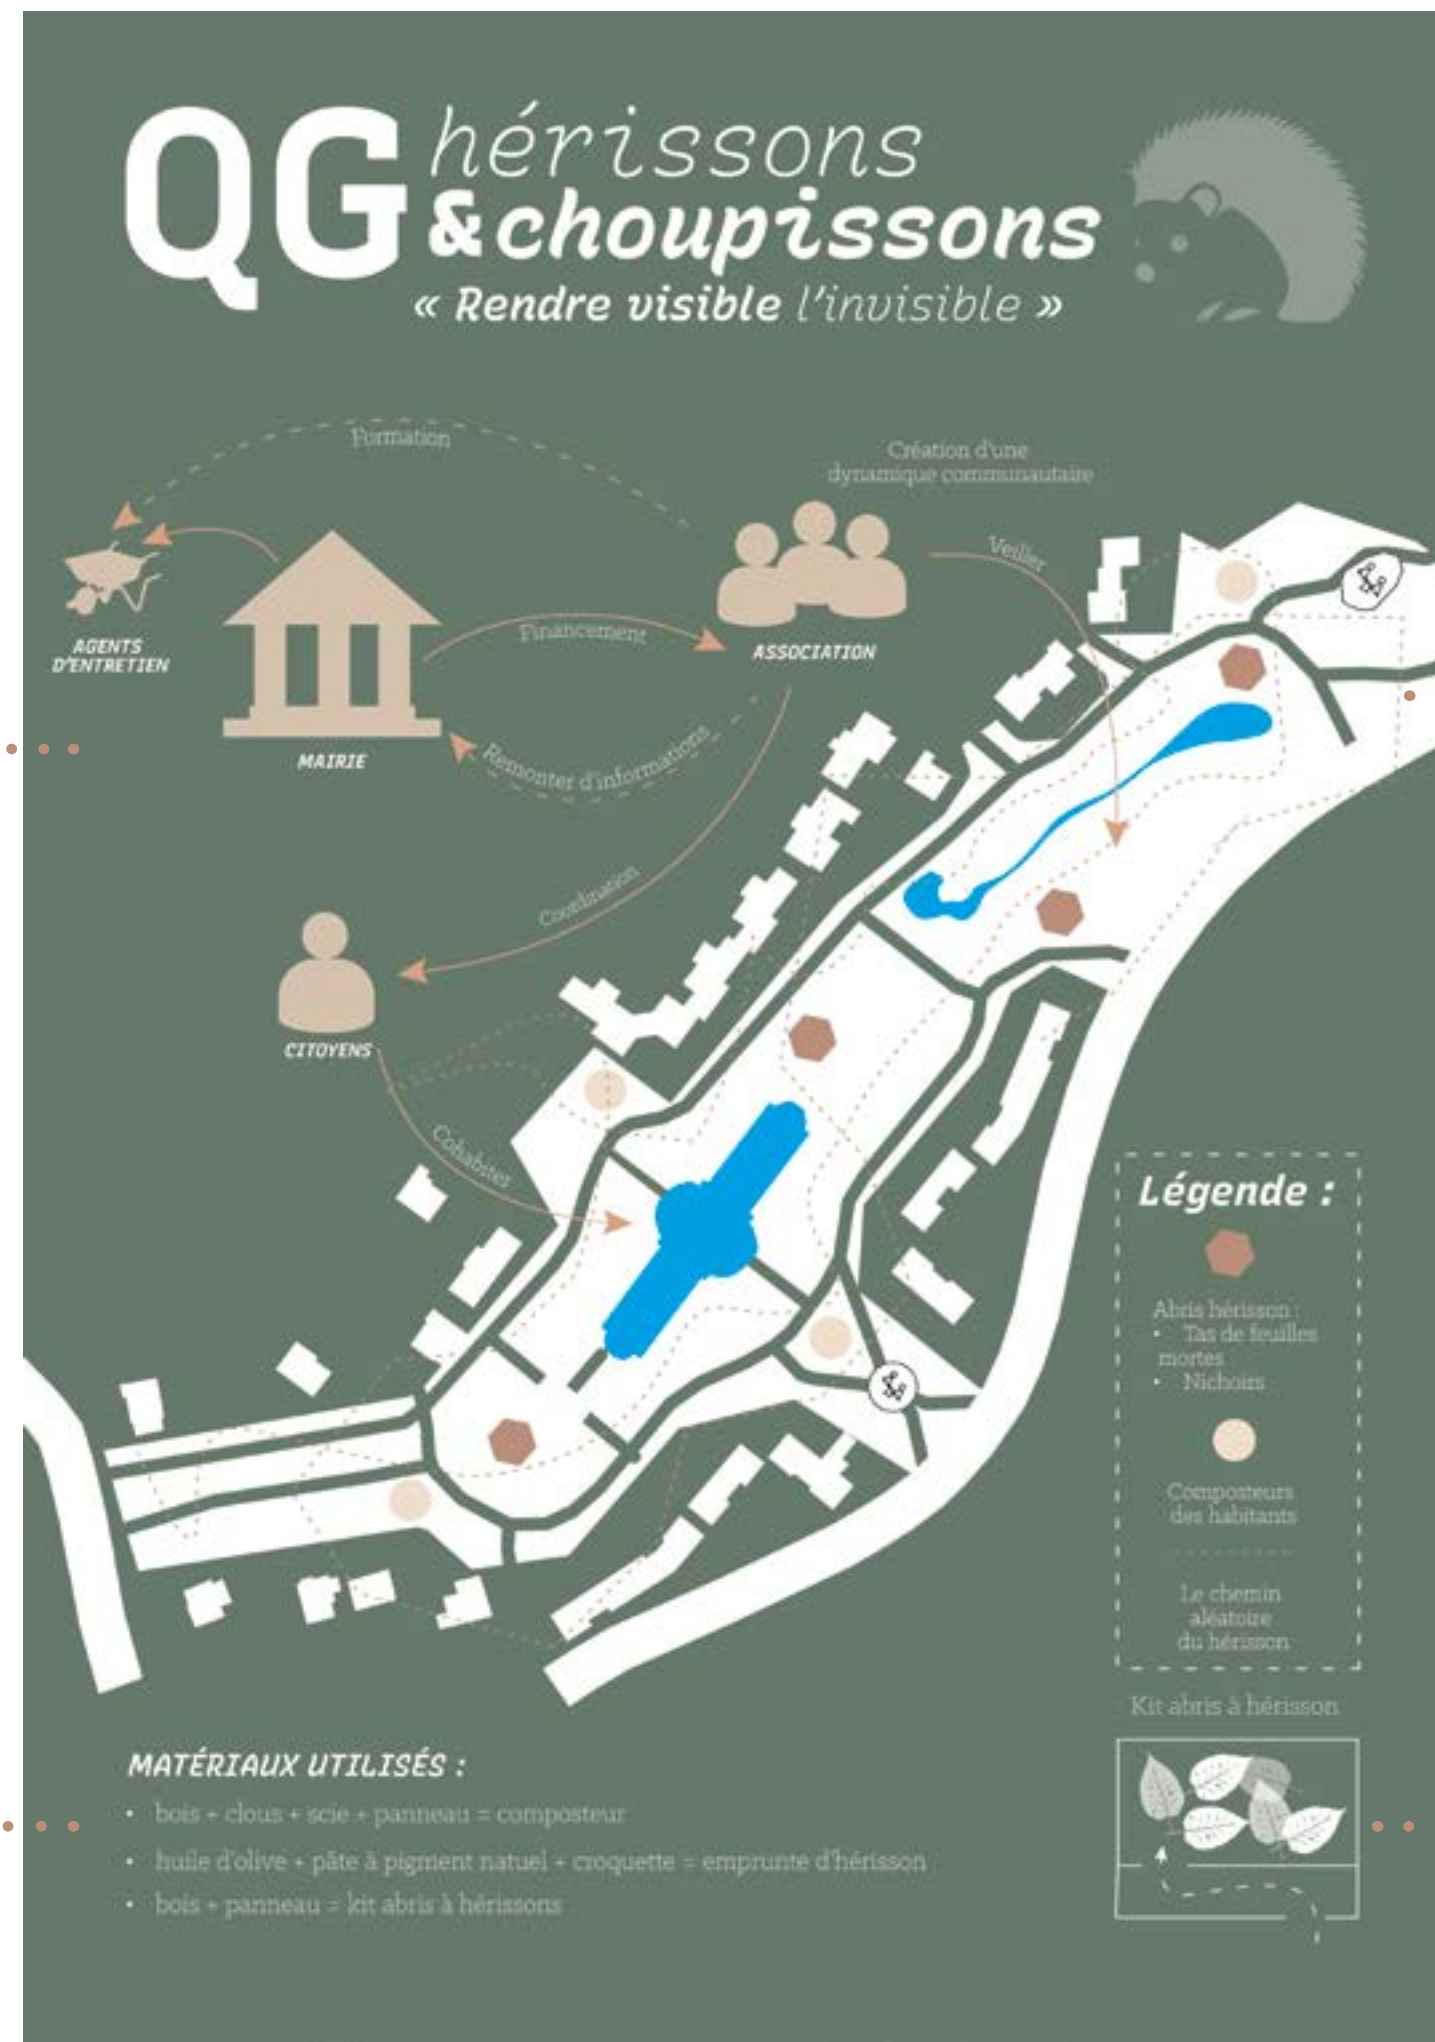 QG hérissons
&choupissons
« Rendre visible l'invisible »
Formation
Création d'une
dynamique communautaire
Veiller
AGENTS
D'ENTRETIEN
Financement
ASSOCIATION
MAIRIE
Remonter d'informations
Coordination
CITOYENS
Cohabiter
Légende :
Abris hérisson :
• Tas de feuilles
mortes
• Nichoirs
Composteurs
des habitants
Le chemin
aléatoire
du hérisson
Kit abris à hérisson
MATÉRIAUX UTILISÉS :
• bois + clous + scie + panneau = composteur
• huile d'olive + pâte à pigment natuel + croquette = emprunte d'hérisson
• bois + panneau = kit abris à hérissons